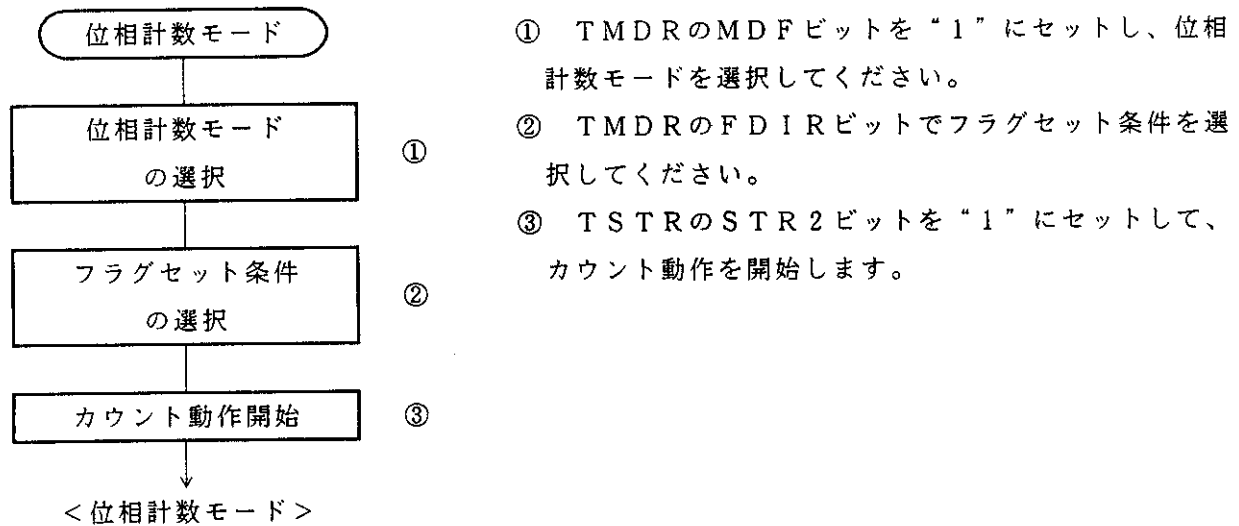 位相計数モード
位相計数モード
の選択
①
フラグセット条件
の選択
②
カウント動作開始
③
<位相計数モード>
① TMDRのMDFビットを“1”にセットし、位相
計数モードを選択してください。
② TMDRのFDIRビットでフラグセット条件を選
択してください。
③ TSTRのSTR2ビットを“1”にセットして、
カウント動作を開始します。